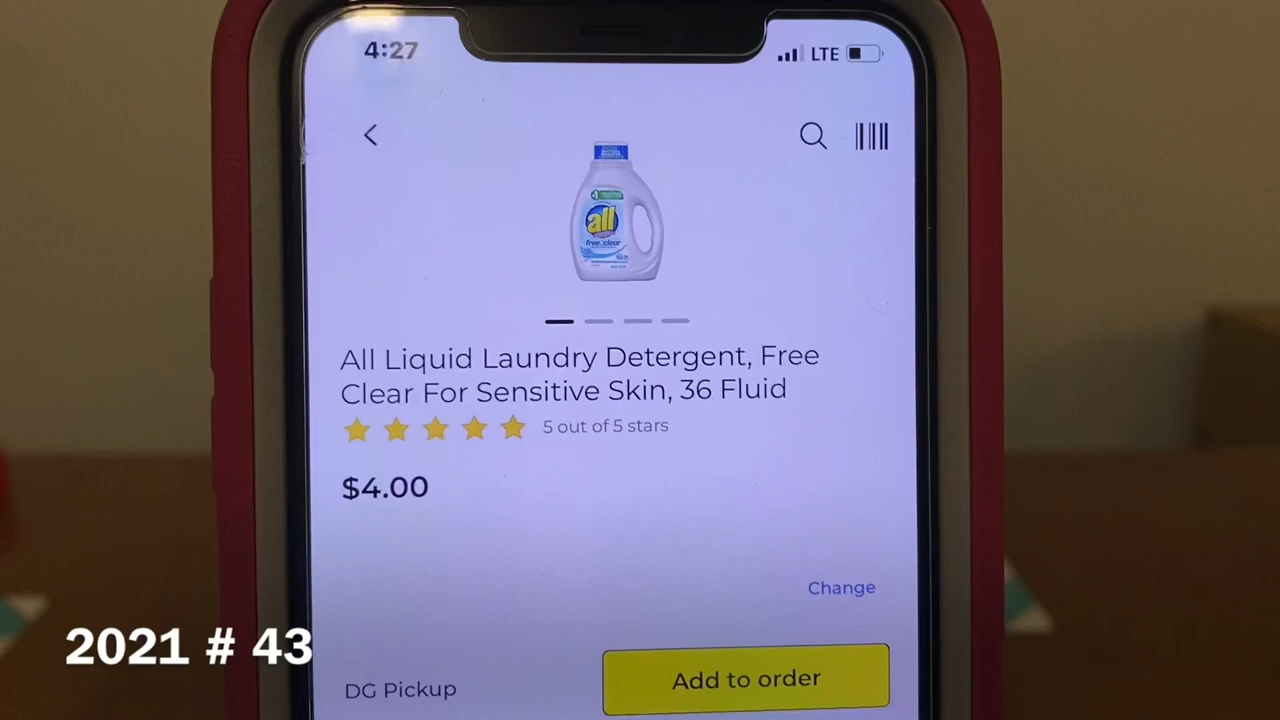 4:27
LTE
all
free clear
All Liquid Laundry Detergent, Free
Clear For Sensitive Skin, 36 Fluid
5 out of 5 stars
$4.00
Change
2021 # 43
DG Pickup
Add to order